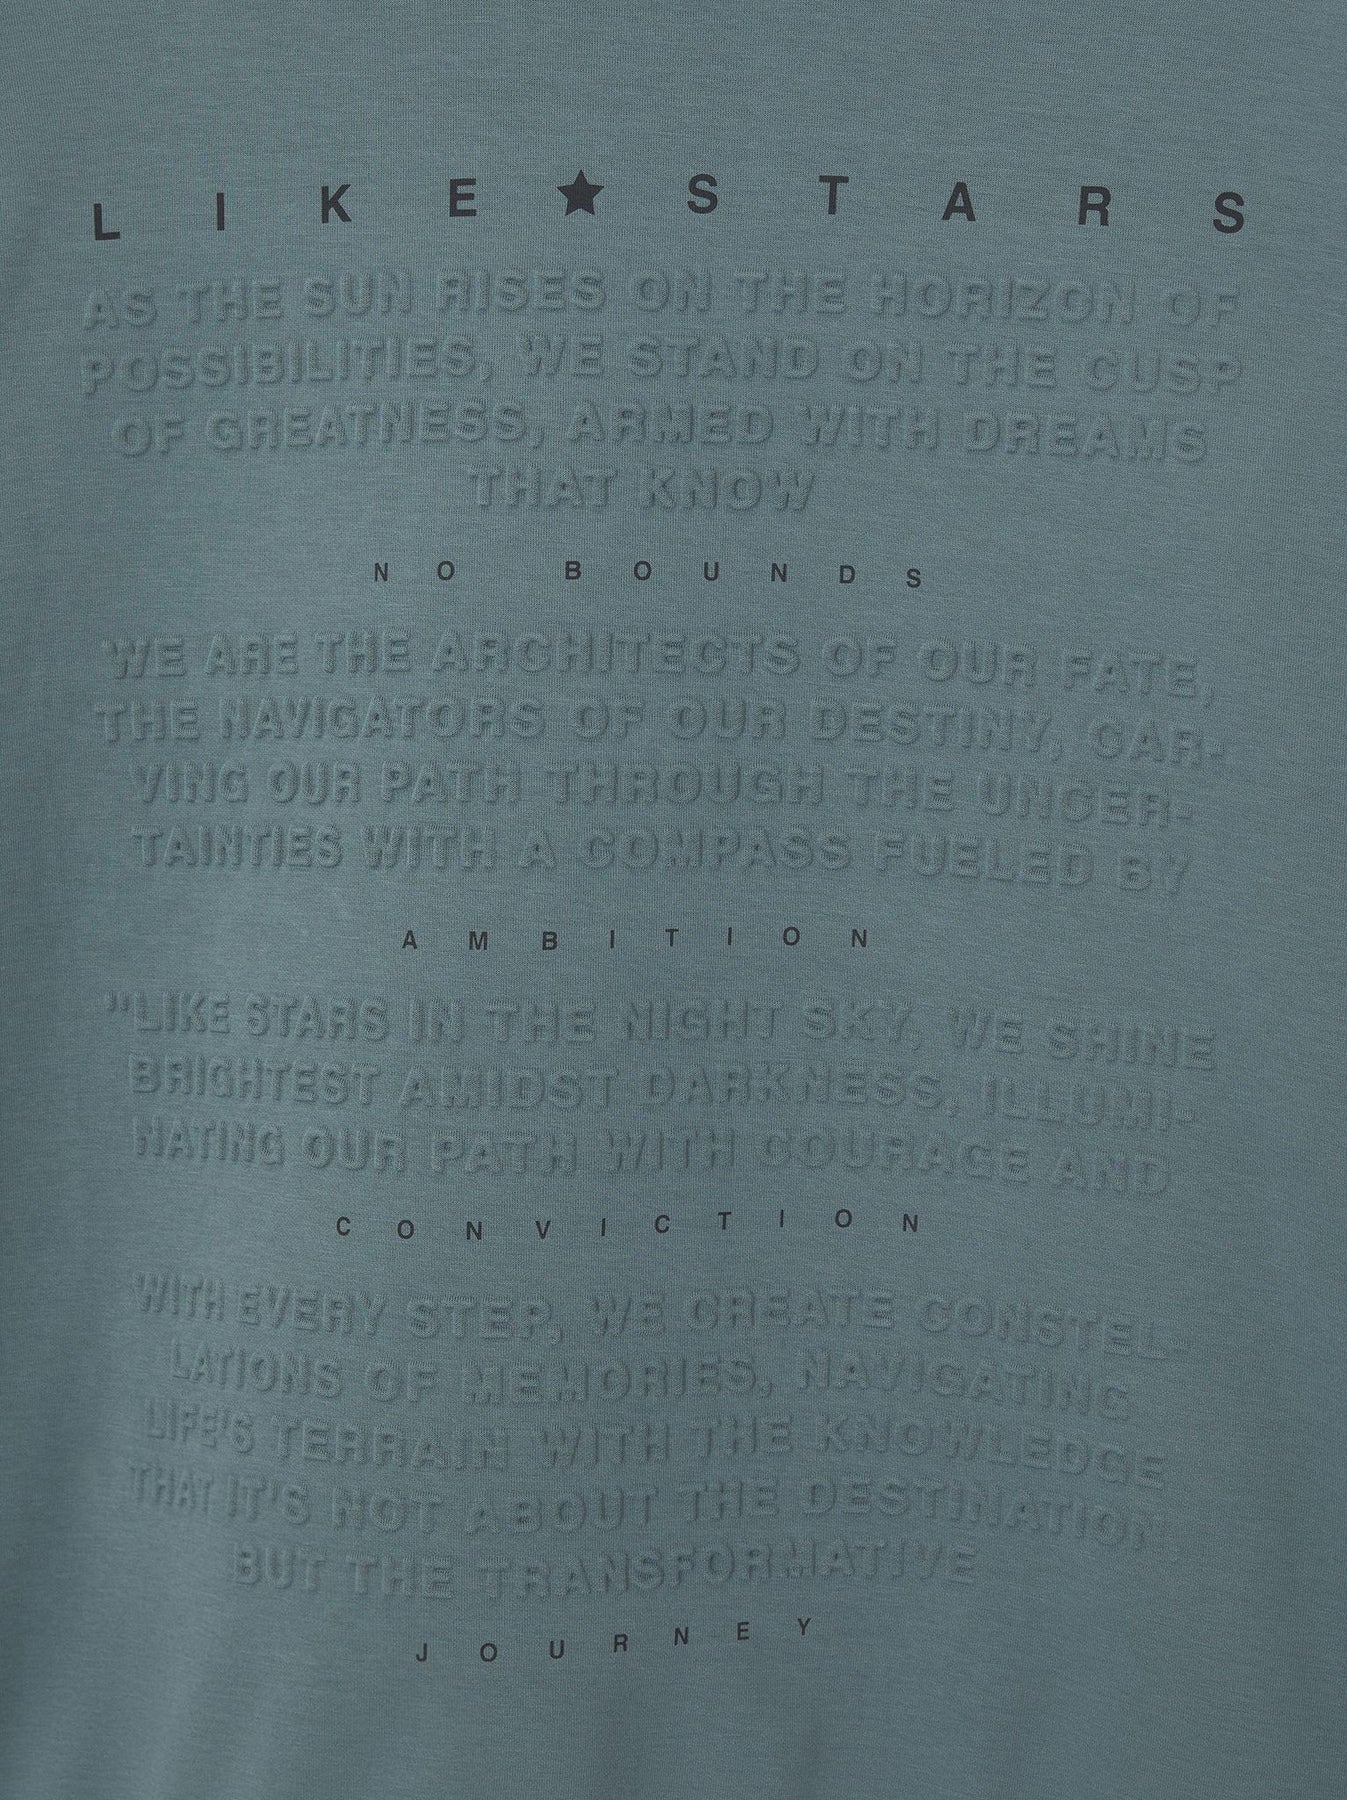 LIKE★STARS
AS THE SUN RISES ON THE HORIZON OF
POSSIBILITIES, WE STAND ON THE CUSP
OF GREATNESS, ARMED WITH DREAMS
THAT KNOW
NO BOUNDS
WE ARE THE ARCHITECTS OF OUR FATE,
THE NAVIGATORS OF OUR DESTINY, CAR-
VING OUR PATH THROUGH THE UNCER-
TAINTIES WITH A COMPASS FUELED BY
AMBITION
"LIKE STARS IN THE NIGHT SKY, WE SHINE
BRIGHTEST AMIDST DARKNESS, ILLUMI-
NATING OUR PATH WITH COURAGE AND
CONVICTION
WITH EVERY STEP, WE CREATE CONSTEL-
LATIONS OF MEMORIES, NAVIGATING
LIFE'S TERRAIN WITH THE KNOWLEDGE
THAT IT'S NOT ABOUT THE DESTINATION,
BUT THE TRANSFORMATIVE
JOURNEY